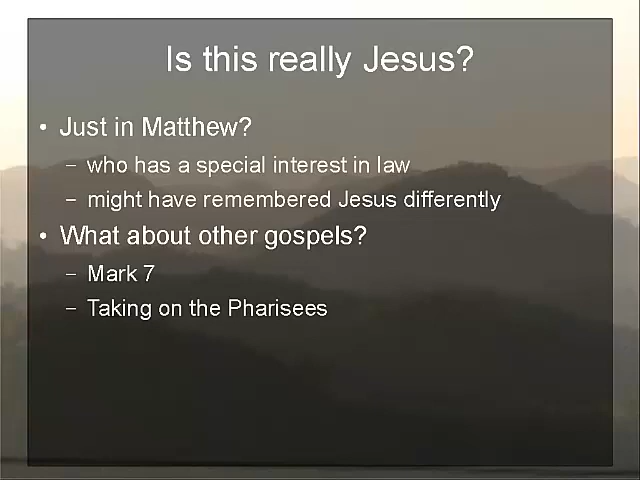 Is this really Jesus?
• Just in Matthew?
– who has a special interest in law
– might have remembered Jesus differently
• What about other gospels?
– Mark 7
– Taking on the Pharisees